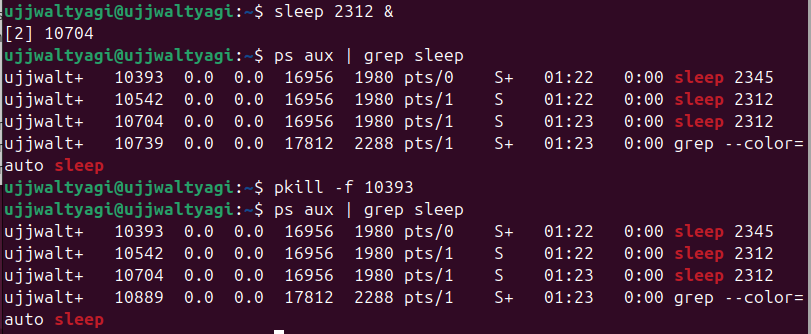 ujjwaltyagi@ujjwaltyagi:~$ sleep 2312 &
[2] 10704
ujjwaltyagi@ujjwaltyagi:~$ ps aux | grep sleep
ujjwalt+   10393  0.0  0.0  16956  1980 pts/0    S+   01:22   0:00 sleep 2345
ujjwalt+   10542  0.0  0.0  16956  1980 pts/1    S    01:22   0:00 sleep 2312
ujjwalt+   10704  0.0  0.0  16956  1980 pts/1    S    01:23   0:00 sleep 2312
ujjwalt+   10739  0.0  0.0  17812  2288 pts/1    S+   01:23   0:00 grep --color=
auto sleep
ujjwaltyagi@ujjwaltyagi:~$ pkill -f 10393
ujjwaltyagi@ujjwaltyagi:~$ ps aux | grep sleep
ujjwalt+   10393  0.0  0.0  16956  1980 pts/0    S+   01:22   0:00 sleep 2345
ujjwalt+   10542  0.0  0.0  16956  1980 pts/1    S    01:22   0:00 sleep 2312
ujjwalt+   10704  0.0  0.0  16956  1980 pts/1    S    01:23   0:00 sleep 2312
ujjwalt+   10889  0.0  0.0  17812  2288 pts/1    S+   01:23   0:00 grep --color=
auto sleep